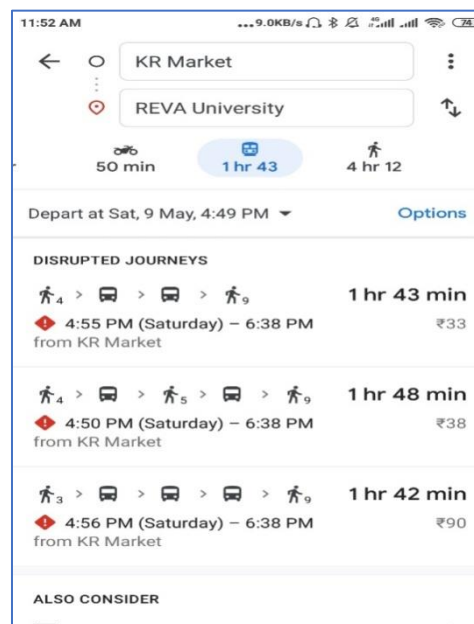 11:52 AM ...9.0KB/s 4G 74
KR Market
REVA University
50 min 1 hr 43 4 hr 12
Depart at Sat, 9 May, 4:49 PM Options
DISRUPTED JOURNEYS
4 > > > 9 1 hr 43 min
4:55 PM (Saturday) – 6:38 PM ₹33
from KR Market
4 > > 5 > > 9 1 hr 48 min
4:50 PM (Saturday) – 6:38 PM ₹38
from KR Market
3 > > > > 9 1 hr 42 min
4:56 PM (Saturday) – 6:38 PM ₹90
from KR Market
ALSO CONSIDER